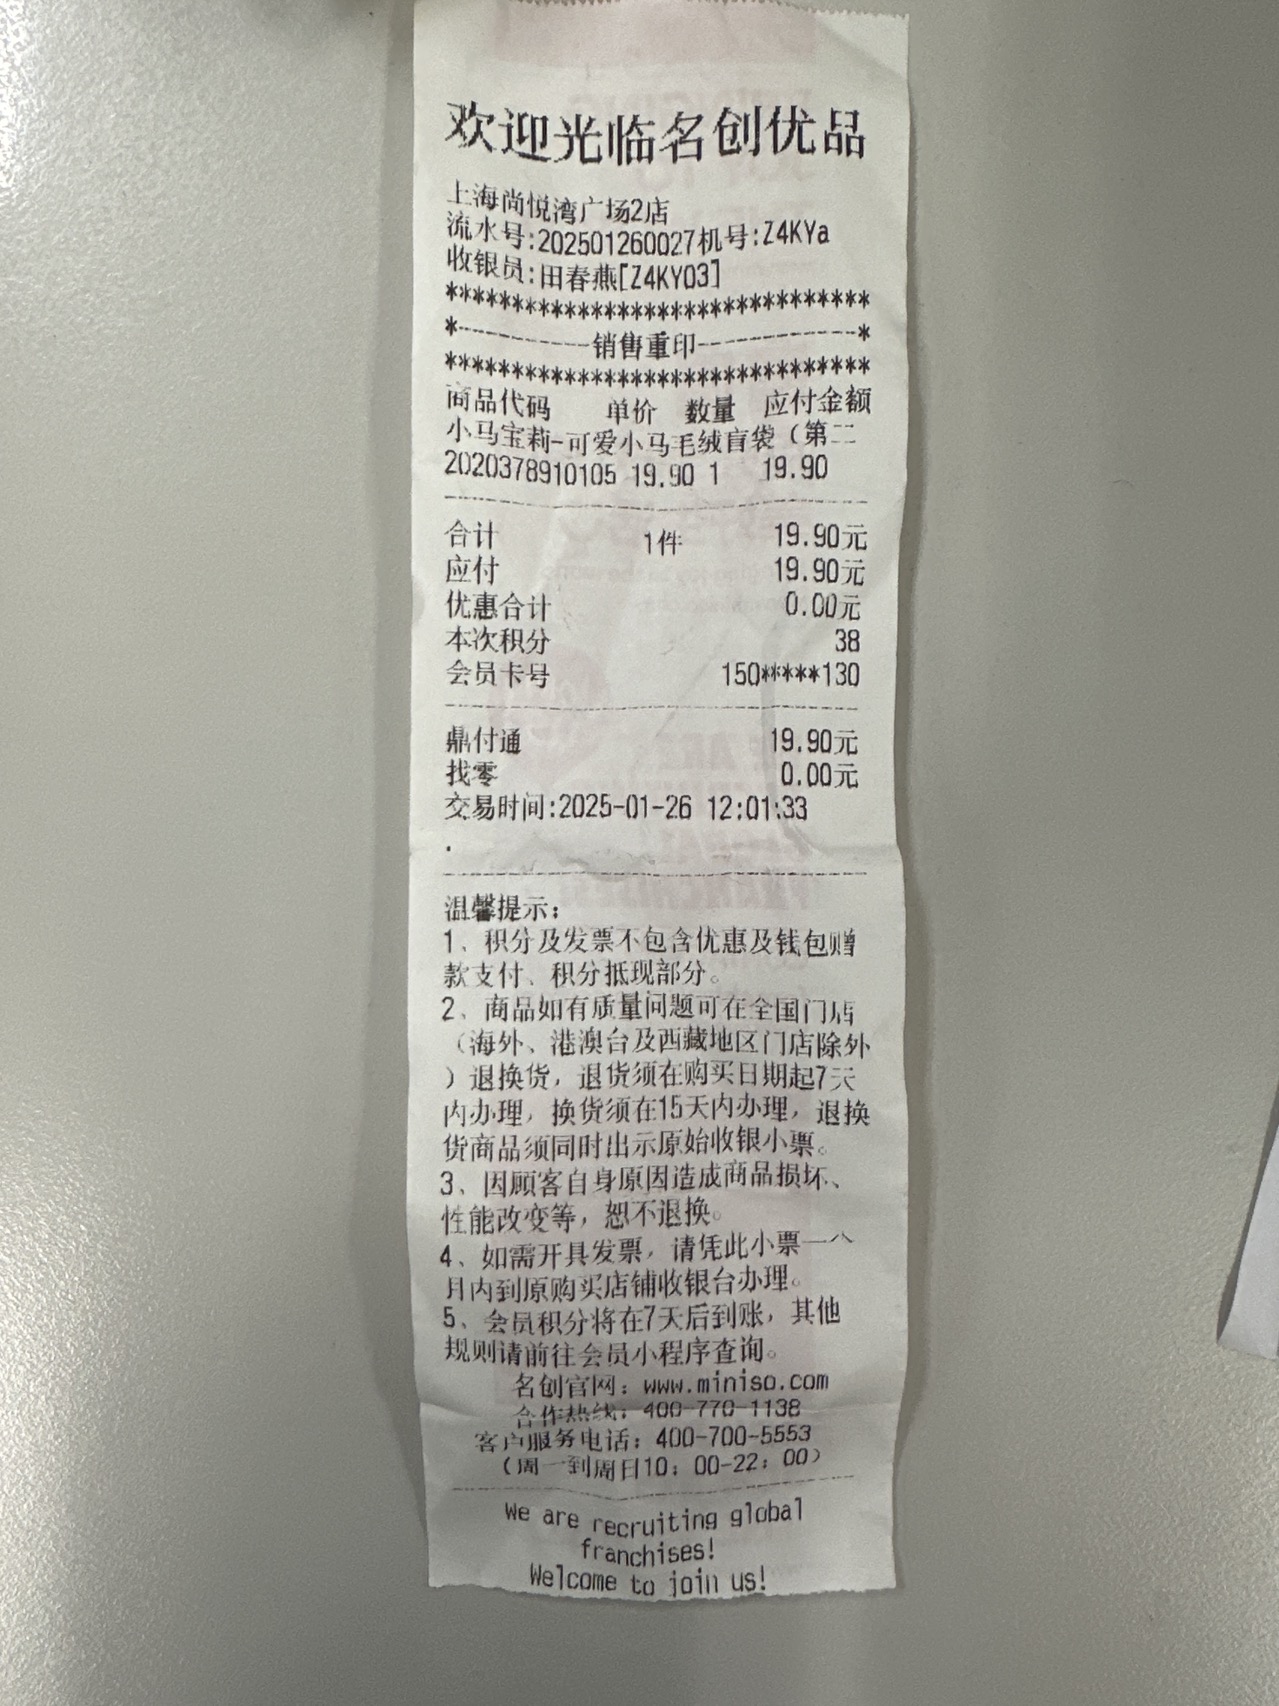 欢迎光临名创优品
上海尚悦湾广场2店
流水号:202501260027机号:Z4KYa
收银员:田春燕[Z4KY03]
********************************
*----------销售重印------------*
********************************
商品代码 单价 数量 应付金额
小马宝莉-可爱小马毛绒盲袋（第二
2020378910105 19.90 1 19.90
合计 1件 19.90元
应付 19.90元
优惠合计 0.00元
本次积分 38
会员卡号 150*****130
鼎付通 19.90元
找零 0.00元
交易时间:2025-01-26 12:01:33
.
温馨提示:
1、积分及发票不包含优惠及钱包赠
款支付、积分抵现部分。
2、商品如有质量问题可在全国门店
（海外、港澳台及西藏地区门店除外
）退换货，退货须在购买日期起7天
内办理，换货须在15天内办理，退换
货商品须同时出示原始收银小票。
3、因顾客自身原因造成商品损坏、
性能改变等，恕不退换。
4、如需开具发票，请凭此小票一个
月内到原购买店铺收银台办理。
5、会员积分将在7天后到账，其他
规则请前往会员小程序查询。
名创官网：www.miniso.com
合作热线：400-770-1138
客户服务电话：400-700-5553
（周一到周日10：00-22：00）
We are recruiting global
franchises!
Welcome to join us!